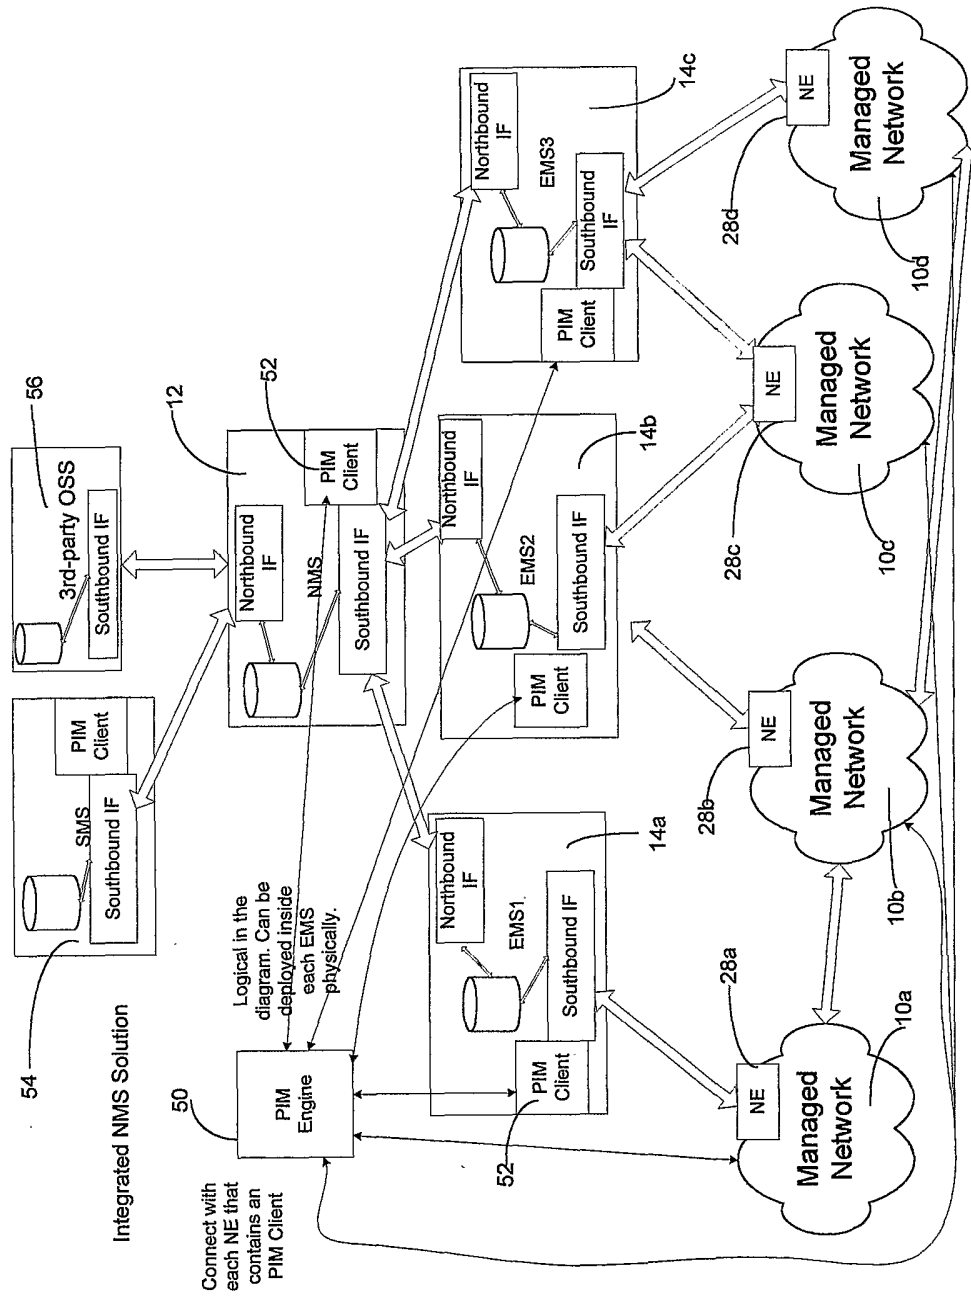 Integrated NMS Solution
54
SMS
Southbound IF
PIM
Client
56
3rd-party OSS
Southbound IF
Connect with
each NE that
contains an
PIM Client
50
PIM
Engine
Logical in the
diagram. Can be
deployed inside
each EMS
physically.
12
Northbound
IF
NMS
Southbound IF
PIM
Client
52
Northbound
IF
EMS1
Southbound IF
PIM
Client
52
14a
Northbound
IF
EMS2
Southbound IF
PIM
Client
14b
Northbound
IF
EMS3
Southbound
IF
PIM
Client
14c
28a
NE
Managed
Network
10a
28b
NE
Managed
Network
10b
28c
NE
Managed
Network
10c
28d
NE
Managed
Network
10d